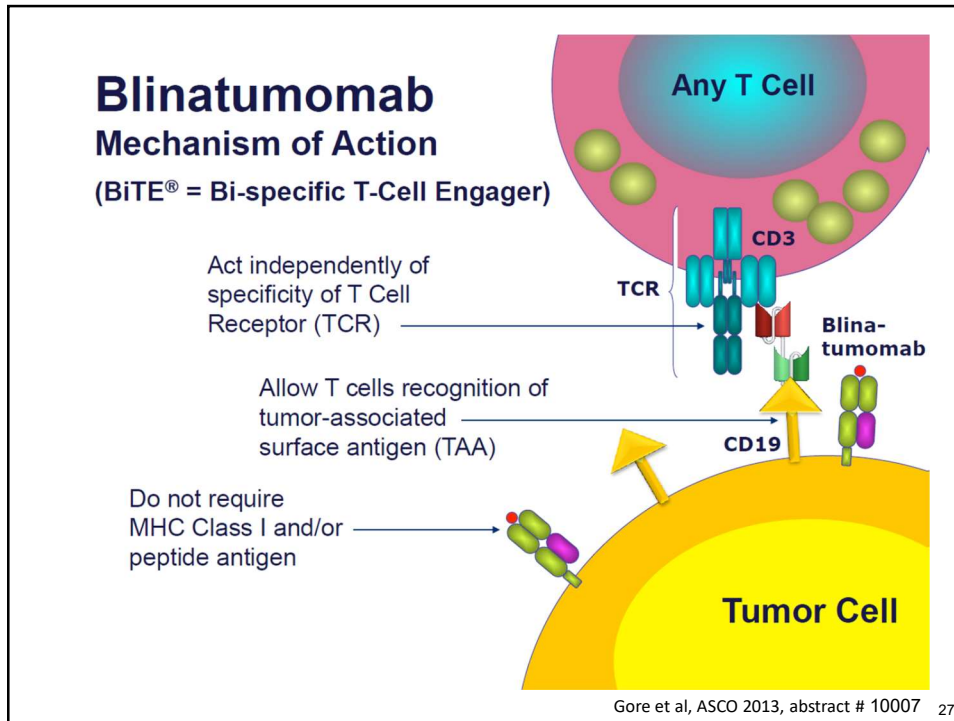 Blinatumomab
Mechanism of Action
(BiTE® = Bi-specific T-Cell Engager)
Any T Cell
CD3
TCR
Act independently of
specificity of T Cell
Receptor (TCR)
Blina-
tumomab
Allow T cells recognition of
tumor-associated
surface antigen (TAA)
CD19
Do not require
MHC Class I and/or
peptide antigen
Tumor Cell
Gore et al, ASCO 2013, abstract # 10007
27